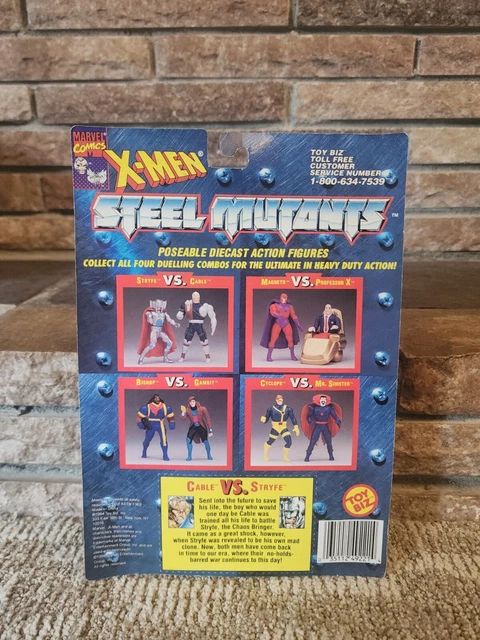 MARVEL
COMICS
X-MEN®
TOY BIZ
TOLL FREE
CUSTOMER
SERVICE NUMBER
1-800-634-7539
STEEL MUTANTS™
POSEABLE DIECAST ACTION FIGURES
COLLECT ALL FOUR DUELLING COMBOS FOR THE ULTIMATE IN HEAVY DUTY ACTION!
STRYFE VS. CABLE
MAGNETO VS. PROFESSOR X
BISHOP VS. GAMBIT
CYCLOPS VS. MR. SINISTER
CABLE VS. STRYFE
Sent into the future to save
his life, the boy who would
one day be Cable was
trained all his life to battle
Stryfe, the Chaos Bringer.
It came as a great shock, however,
when Stryfe was revealed to be his own mad
clone. Now, both men have come back
in time to our era, where their no-holds-
barred war continues to this day!
TOY
BIZ